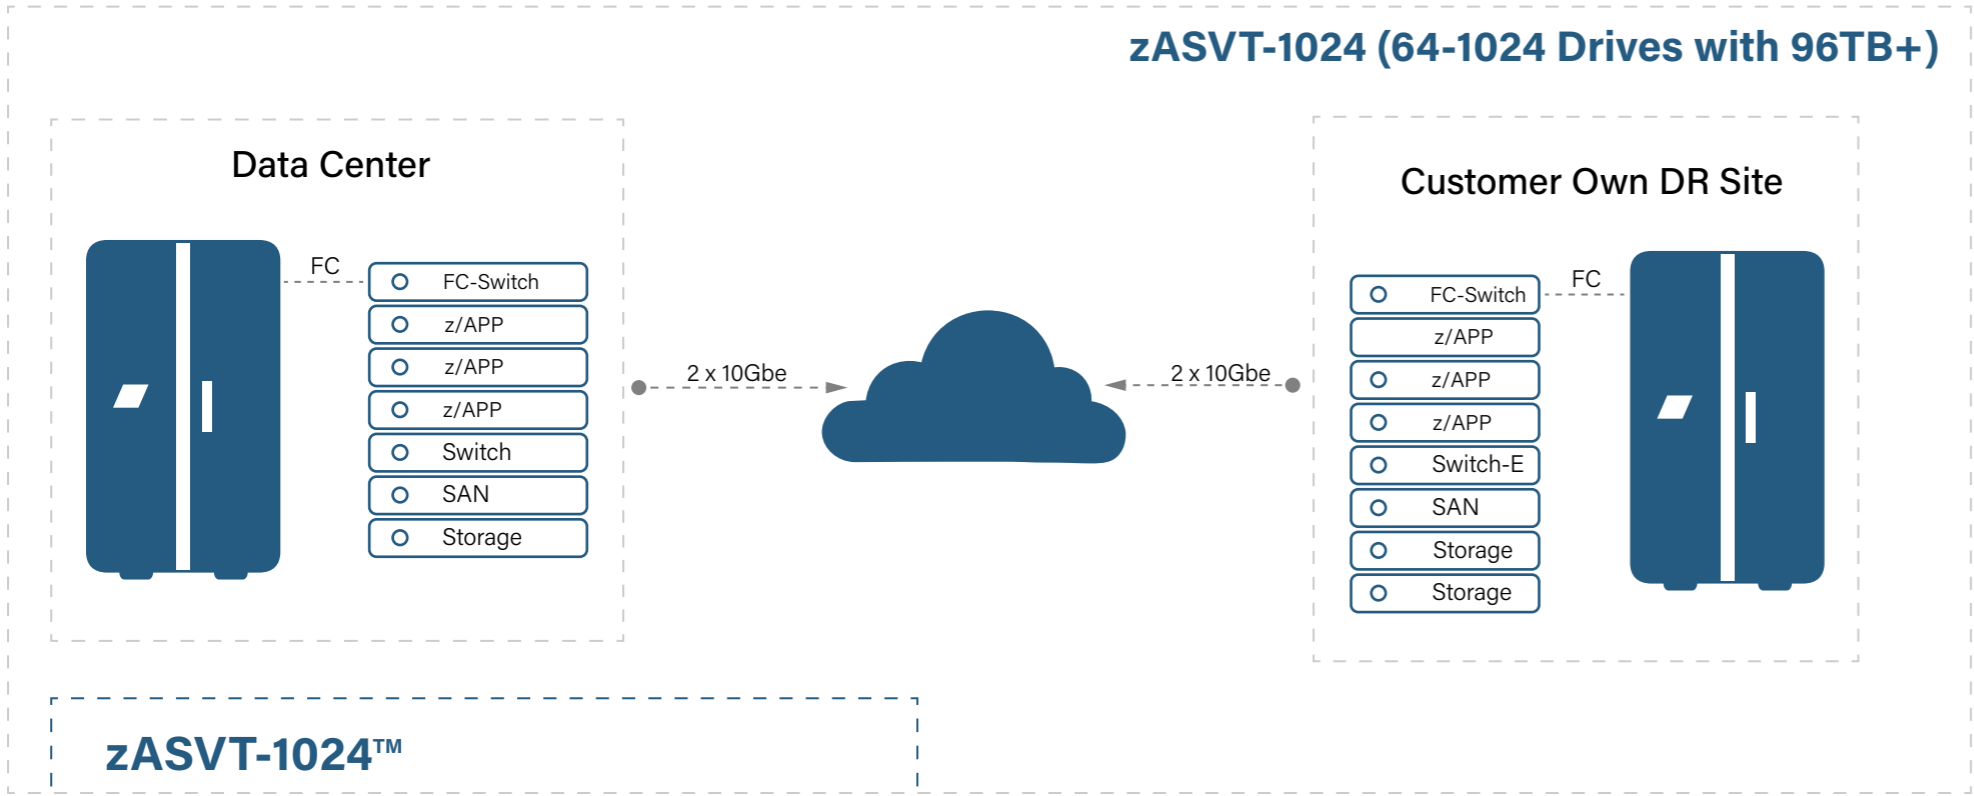 zASVT-1024 (64-1024 Drives with 96TB+)
Data Center
FC
FC-Switch
z/APP
z/APP
z/APP
Switch
SAN
Storage
2 x 10Gbe
2 x 10Gbe
Customer Own DR Site
FC-Switch
z/APP
z/APP
z/APP
Switch-E
SAN
Storage
Storage
FC
zASVT-1024™